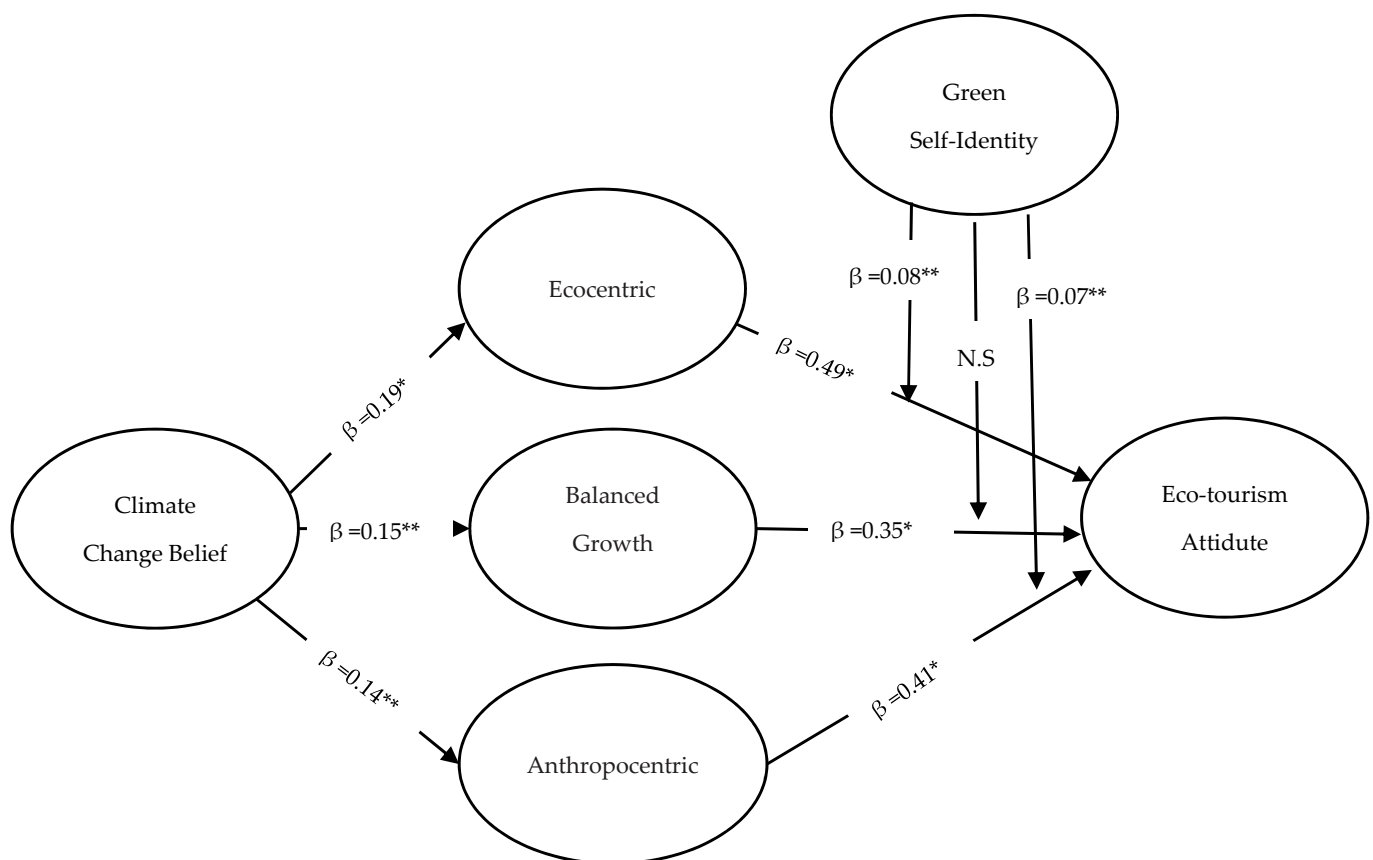 Green
Self-Identity
β =0.08**
β =0.07**
N.S
Ecocentric
β =0.49*
β =0.19*
Climate
Change Belief
β =0.15**
Balanced
Growth
β =0.35*
Eco-tourism
Attidute
β =0.14**
β =0.41*
Anthropocentric